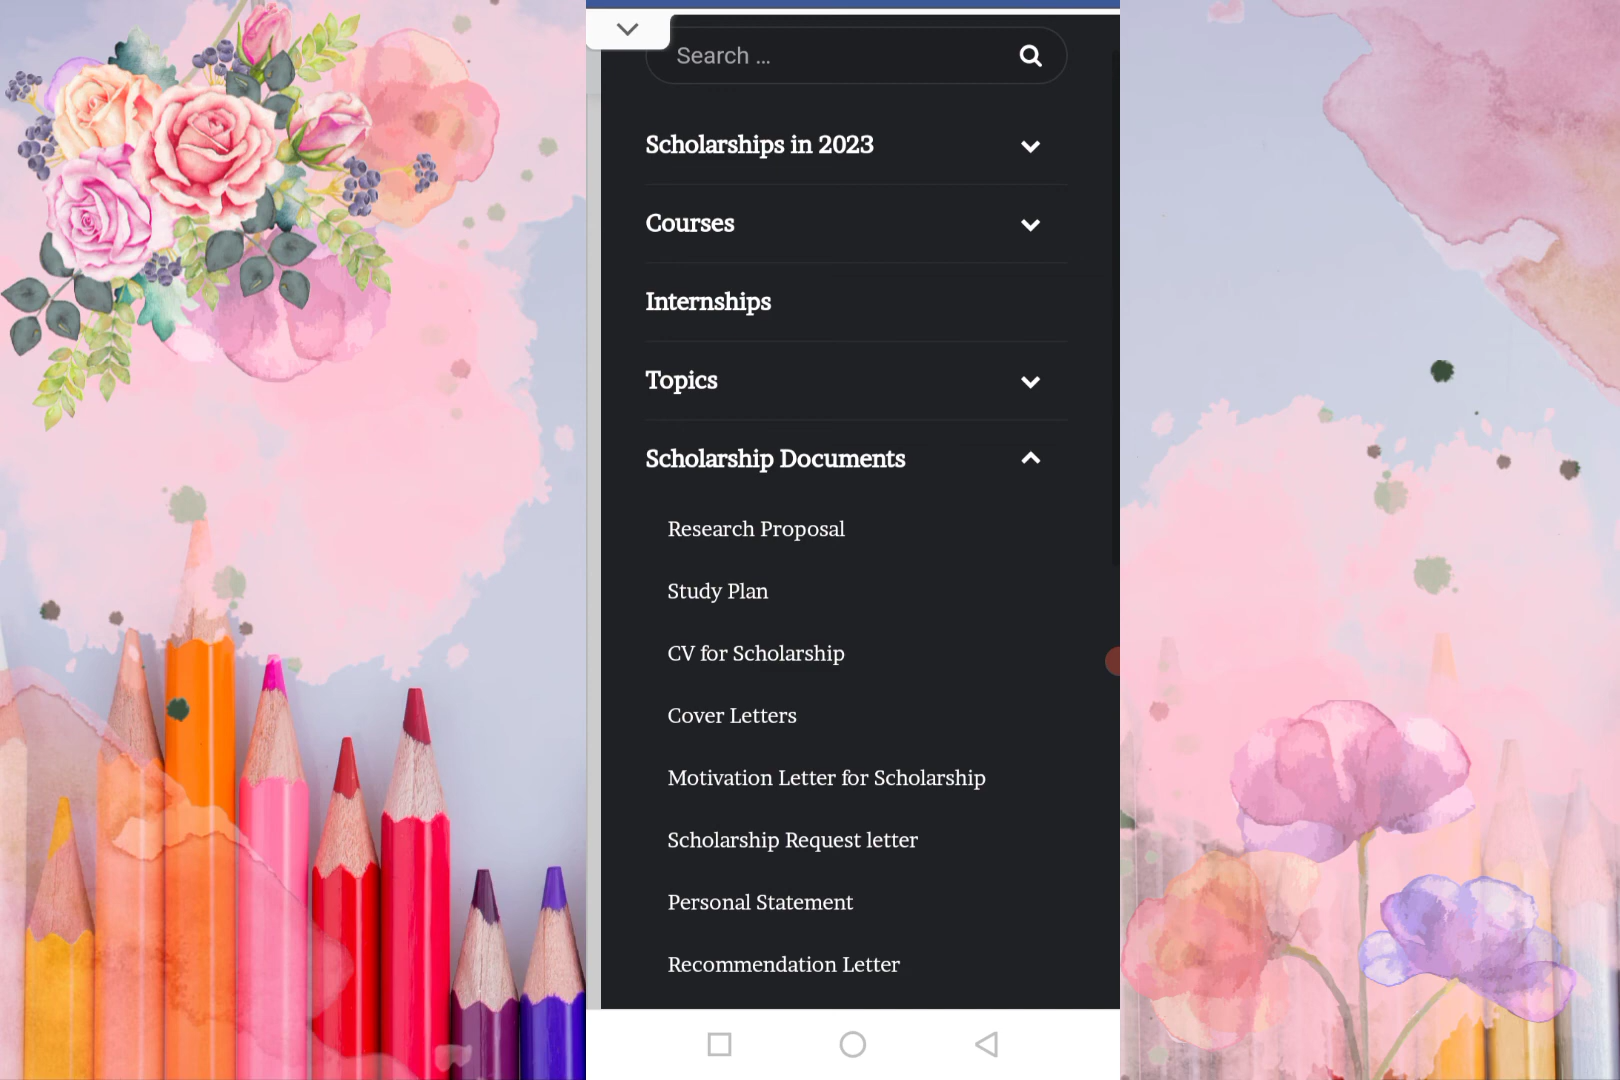 Search ...
Scholarships in 2023
Courses
Internships
Topics
Scholarship Documents
Research Proposal
Study Plan
CV for Scholarship
Cover Letters
Motivation Letter for Scholarship
Scholarship Request letter
Personal Statement
Recommendation Letter